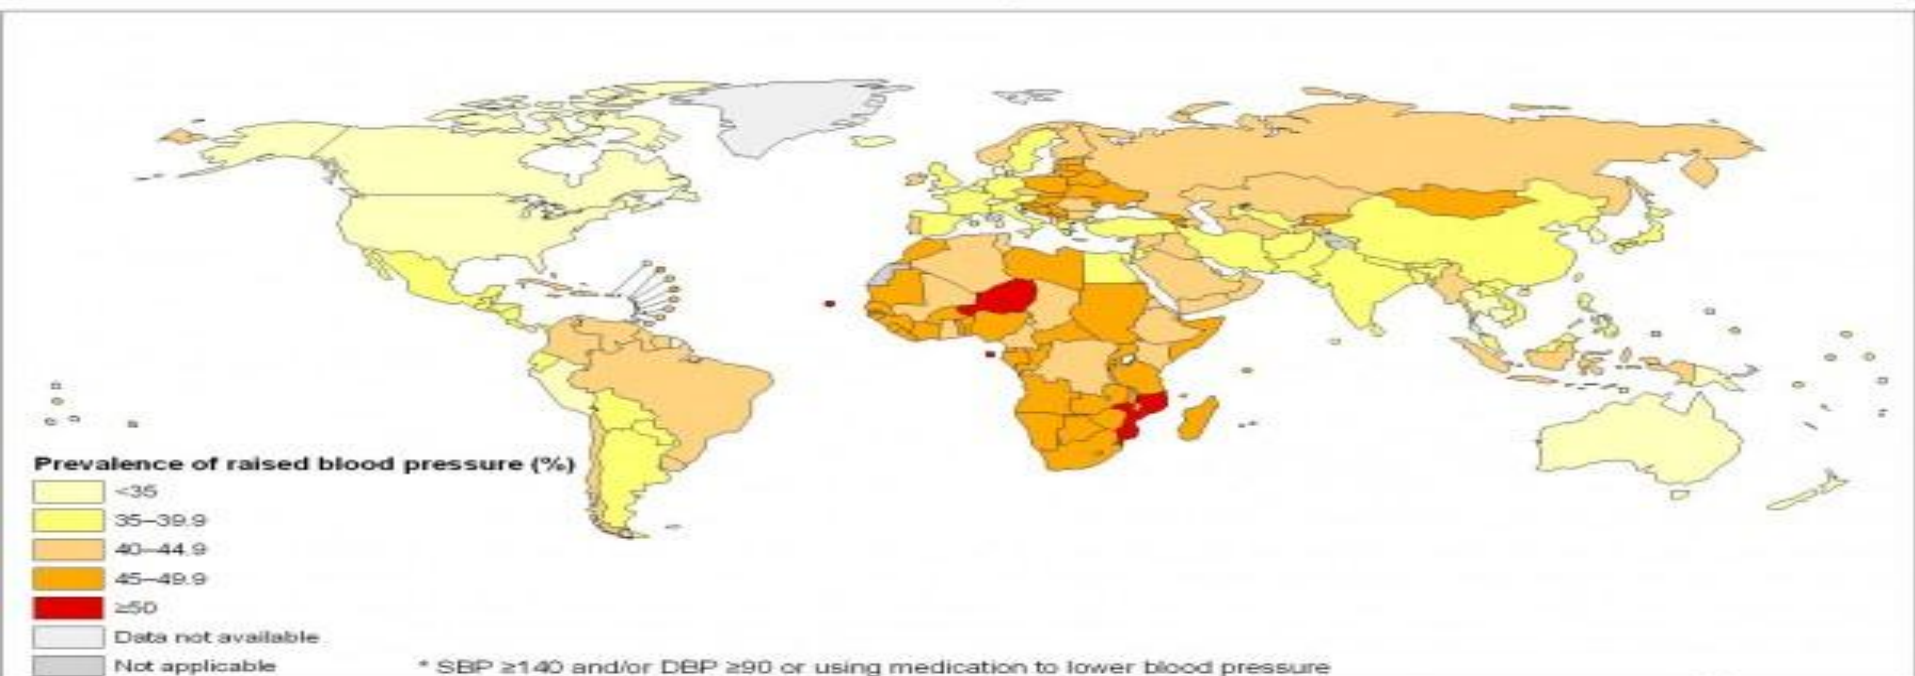 Prevalence of raised blood pressure (%)
<35
35–39.9
40–44.9
45–49.9
≥50
Data not available
Not applicable
* SBP ≥140 and/or DBP ≥90 or using medication to lower blood pressure